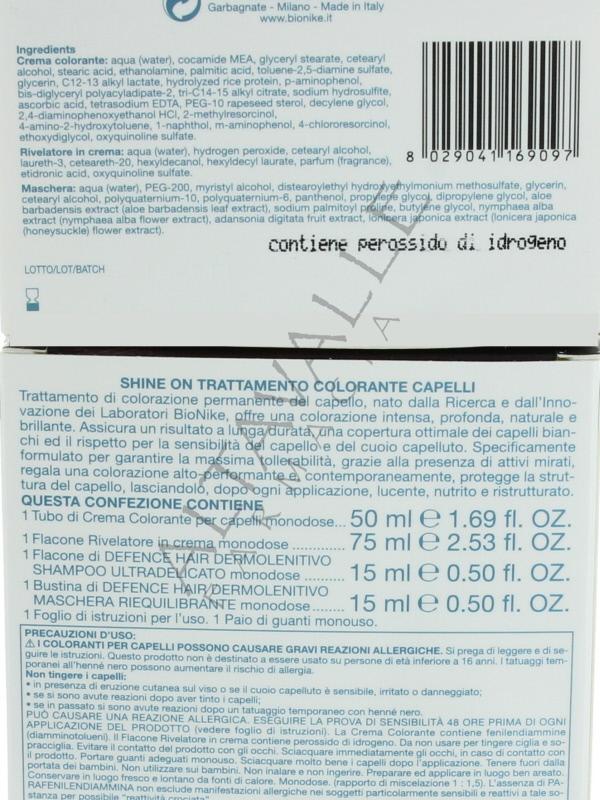 Garbagnate - Milano - Made in Italy
www.bionike.it
Ingredients
Crema colorante: aqua (water), cocamide MEA, glyceryl stearate, cetearyl
alcohol, stearic acid, ethanolamine, palmitic acid, toluene-2,5-diamine sulfate,
glycerin, C12-13 alkyl lactate, hydrolyzed rice protein, p-aminophenol,
bis-diglyceryl polyacyladipate-2, tri-C14-15 alkyl citrate, sodium hydrosulfite,
ascorbic acid, tetrasodium EDTA, PEG-10 rapeseed sterol, decylene glycol,
2,4-diaminophenoxyethanol HCl, 2-methylresorcinol,
4-amino-2-hydroxytoluene, 1-naphthol, m-aminophenol, 4-chlororesorcinol,
ethoxydiglycol, oxyquinoline sulfate.
Rivelatore in crema: aqua (water), hydrogen peroxide, cetearyl alcohol,
laureth-3, ceteareth-20, hexyldecanol, hexyldecyl laurate, parfum (fragrance),
etidronic acid, oxyquinoline sulfate.
8 029041 169097
Maschera: aqua (water), PEG-200, myristyl alcohol, distearoylethyl hydroxyethylmonium methosulfate, glycerin,
cetearyl alcohol, polyquaternium-10, polyquaternium-6, panthenol, propylene glycol, dipropylene glycol, aloe
barbadensis extract (aloe barbadensis leaf extract), sodium palmitoyl proline, butylene glycol, nymphaea alba
extract (nymphaea alba flower extract), adansonia digitata fruit extract, lonicera japonica extract (lonicera japonica
(honeysuckle) flower extract).
contiene perossido di idrogeno
LOTTO/LOT/BATCH
ALTAVALLE
FARMACIA
SHINE ON TRATTAMENTO COLORANTE CAPELLI
Trattamento di colorazione permanente del capello, nato dalla Ricerca e dall'Inno-
vazione dei Laboratori BioNike, offre una colorazione intensa, profonda, naturale e
brillante. Assicura un risultato a lunga durata, una copertura ottimale dei capelli bian-
chi ed il rispetto per la sensibilità del capello e del cuoio capelluto. Specificamente
formulato per garantire la massima tollerabilità, grazie alla presenza di attivi mirati,
regala una colorazione alto-performante e, contemporaneamente, protegge la strut-
tura del capello, lasciandolo, dopo ogni applicazione, lucente, nutrito e ristrutturato.
QUESTA CONFEZIONE CONTIENE
1 Tubo di Crema Colorante per capelli monodose... 50 ml ℮ 1.69 fl. OZ.
1 Flacone Rivelatore in crema monodose .............. 75 ml ℮ 2.53 fl. OZ.
1 Flacone di DEFENCE HAIR DERMOLENITIVO
SHAMPOO ULTRADELICATO monodose ......... 15 ml ℮ 0.50 fl. OZ.
1 Bustina di DEFENCE HAIR DERMOLENITIVO
MASCHERA RIEQUILIBRANTE monodose ........ 15 ml ℮ 0.50 fl. OZ.
1 Foglio di istruzioni per l'uso. 1 Paio di guanti monouso.
PRECAUZIONI D'USO:
⚠ I COLORANTI PER CAPELLI POSSONO CAUSARE GRAVI REAZIONI ALLERGICHE. Si prega di leggere e di se-
guire le istruzioni. Questo prodotto non è destinato a essere usato su persone di età inferiore a 16 anni. I tatuaggi tem-
poranei all'henné nero possono aumentare il rischio di allergia.
Non tingere i capelli:
• in presenza di eruzione cutanea sul viso o se il cuoio capelluto è sensibile, irritato o danneggiato;
• se si sono avute reazioni dopo aver tinto i capelli;
• se in passato si sono avute reazioni dopo un tatuaggio temporaneo con henné nero.
PUÒ CAUSARE UNA REAZIONE ALLERGICA. ESEGUIRE LA PROVA DI SENSIBILITÀ 48 ORE PRIMA DI OGNI
APPLICAZIONE DEL PRODOTTO (vedere foglio di istruzioni). La Crema Colorante contiene fenilendiammine
(diamminotolueni). Il Flacone Rivelatore in crema contiene perossido di idrogeno. Da non usare per tingere ciglia e so-
pracciglia. Evitare il contatto del prodotto con gli occhi. Sciacquare immediatamente gli occhi, in caso di contatto con
il prodotto. Portare guanti adeguati monouso. Sciacquare molto bene i capelli dopo l'applicazione. Tenere fuori dalla
portata dei bambini. Non utilizzare sui bambini. Non inalare e non ingerire. Preparare ed applicare in luogo ben areato.
Conservare in luogo fresco e lontano da fonti di calore. Monodose. (rapporto di miscelazione 1 : 1,5). L'assenza di PA-
RAFENILENDIAMMINA non esclude manifestazioni allergiche nei soggetti particolarmente sensibili e reattivi a tale so-
stanza per possibile "reattività crociata".